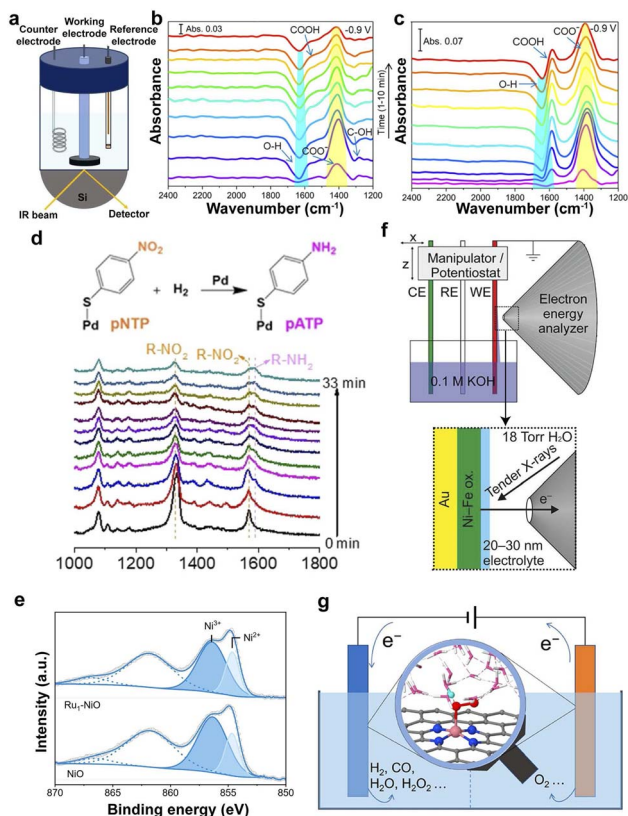 a
Counter
electrode
Working
electrode
Reference
electrode
Si
IR beam
Detector
b
Abs. 0.03
COOH
-0.9 V
O-H
COO⁻
C-OH
Absorbance
Time (1-10 min)
2400 2200 2000 1800 1600 1400 1200
Wavenumber (cm⁻¹)
c
Abs. 0.07
COO⁻
-0.9 V
COOH
O-H
Absorbance
2400 2200 2000 1800 1600 1400 1200
Wavenumber (cm⁻¹)
d
NO₂
S
Pd
pNTP
+ H₂
Pd
NH₂
S
Pd
pATP
R-NO₂
R-NO₂
R-NH₂
33 min
0 min
1000 1200 1400 1600 1800
e
Ni³⁺
Ni²⁺
Ru₁-NiO
NiO
Intensity (a.u.)
870 865 860 855 850
Binding energy (eV)
f
x
z
Manipulator /
Potentiostat
CE RE WE
Electron
energy
analyzer
0.1 M KOH
18 Torr H₂O
Tender X-rays
Au
Ni–Fe ox.
e⁻
20–30 nm
electrolyte
g
e⁻
e⁻
H₂, CO,
H₂O, H₂O₂ ...
O₂ ...